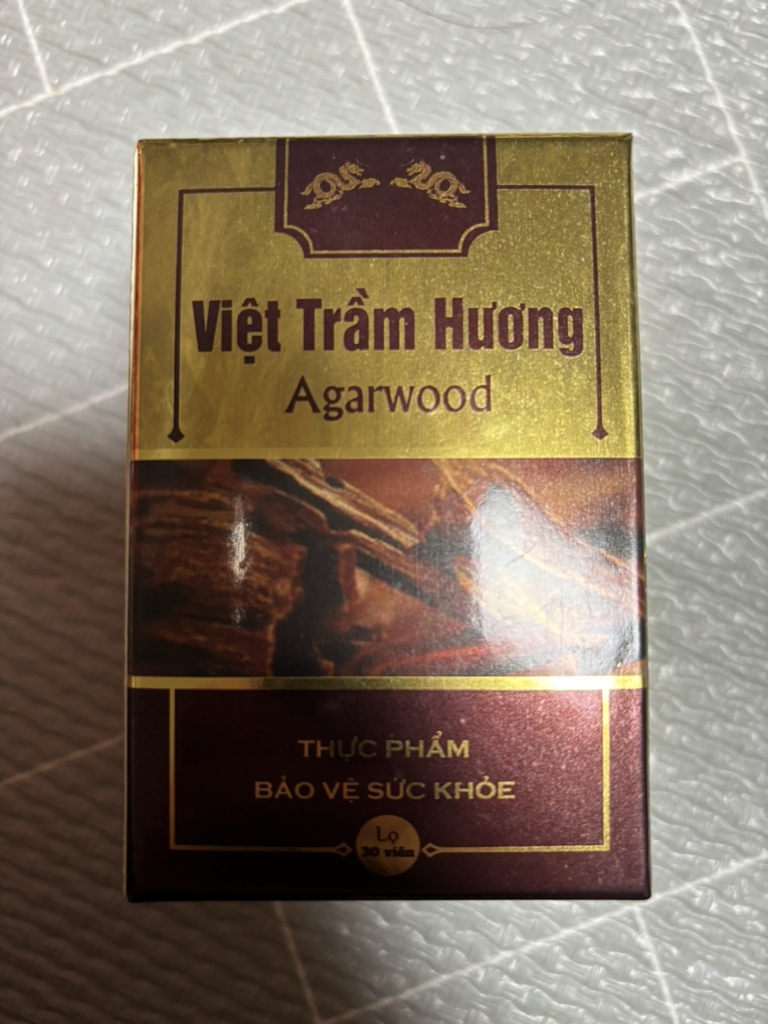 Việt Trầm Hương
Agarwood
THỰC PHẨM
BẢO VỆ SỨC KHỎE
Lọ
30 viên